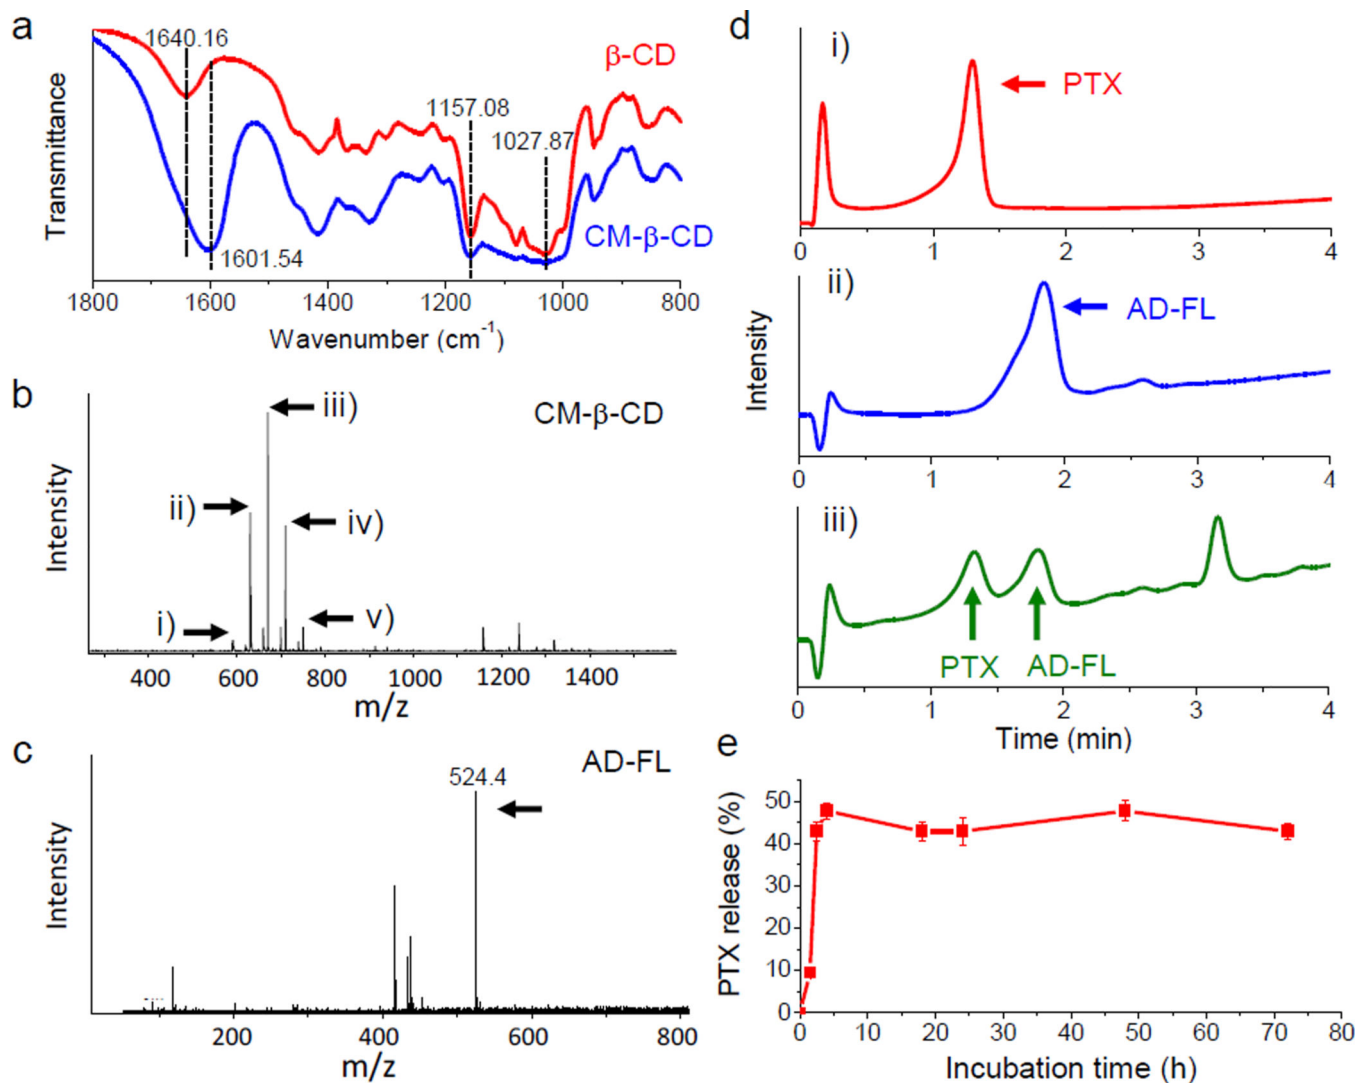 a
1640.16
β-CD
1157.08
1027.87
CM-β-CD
1601.54
Transmittance
1800 1600 1400 1200 1000 800
Wavenumber (cm⁻¹)
b
iii)
CM-β-CD
ii)
iv)
i)
v)
Intensity
400 600 800 1000 1200 1400
m/z
c
AD-FL
524.4
Intensity
200 400 600 800
m/z
d
i)
PTX
0 1 2 3 4
ii)
AD-FL
Intensity
0 1 2 3 4
iii)
PTX AD-FL
0 1 2 3 4
Time (min)
e
PTX release (%)
50
40
30
20
10
0
0 10 20 30 40 50 60 70 80
Incubation time (h)